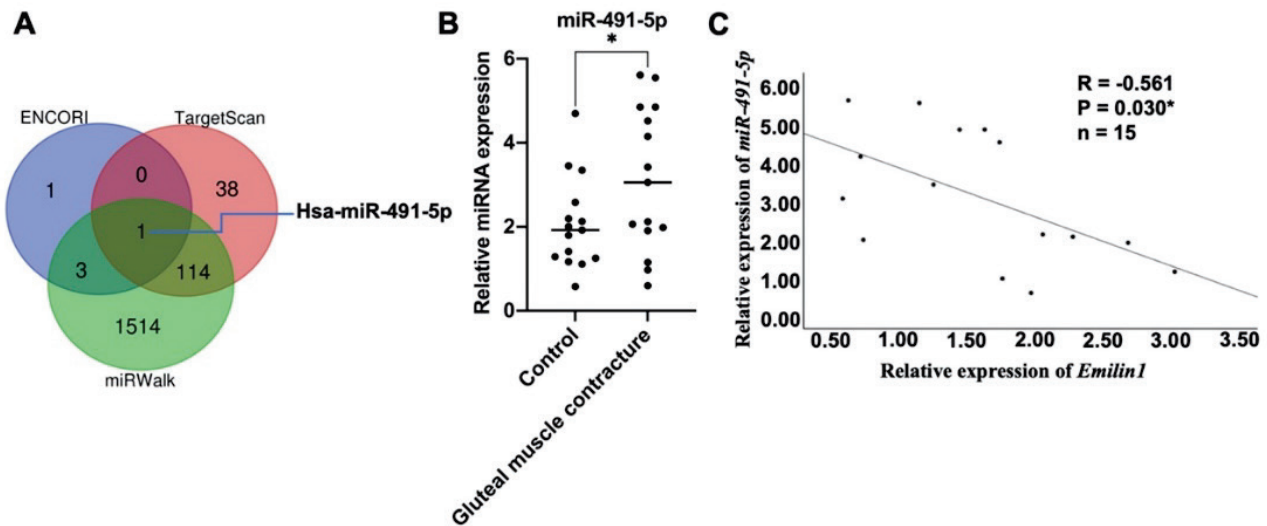 A
ENCORI
TargetScan
1
0
38
1
Hsa-miR-491-5p
3
114
1514
miRWalk
B
miR-491-5p
*
Relative miRNA expression
6
4
2
0
Control
Gluteal muscle contracture
C
Relative expression of miR-491-5p
6.00
5.00
4.00
3.00
2.00
1.00
0.00
R = -0.561
P = 0.030*
n = 15
0.50 1.00 1.50 2.00 2.50 3.00 3.50
Relative expression of Emilin1